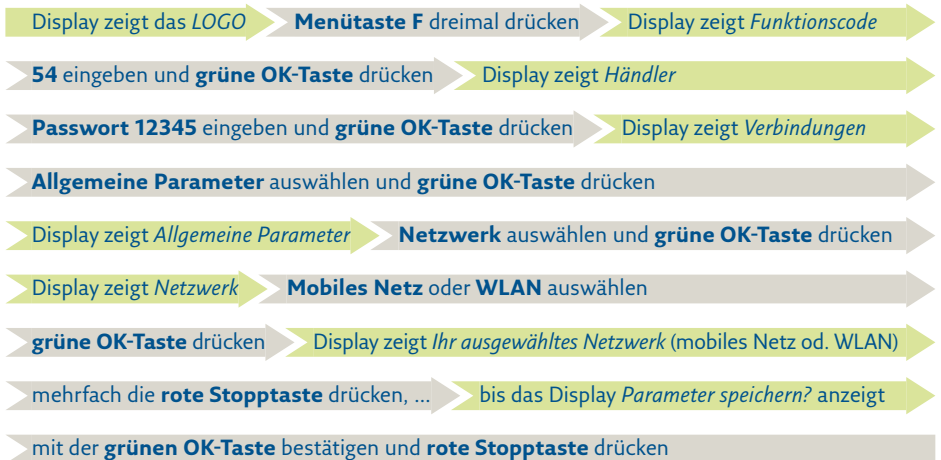 Display zeigt das LOGO Menütaste F dreimal drücken Display zeigt Funktionscode
54 eingeben und grüne OK-Taste drücken Display zeigt Händler
Passwort 12345 eingeben und grüne OK-Taste drücken Display zeigt Verbindungen
Allgemeine Parameter auswählen und grüne OK-Taste drücken
Display zeigt Allgemeine Parameter Netzwerk auswählen und grüne OK-Taste drücken
Display zeigt Netzwerk Mobiles Netz oder WLAN auswählen
grüne OK-Taste drücken Display zeigt Ihr ausgewähltes Netzwerk (mobiles Netz od. WLAN)
mehrfach die rote Stopptaste drücken, ... bis das Display Parameter speichern? anzeigt
mit der grünen OK-Taste bestätigen und rote Stopptaste drücken